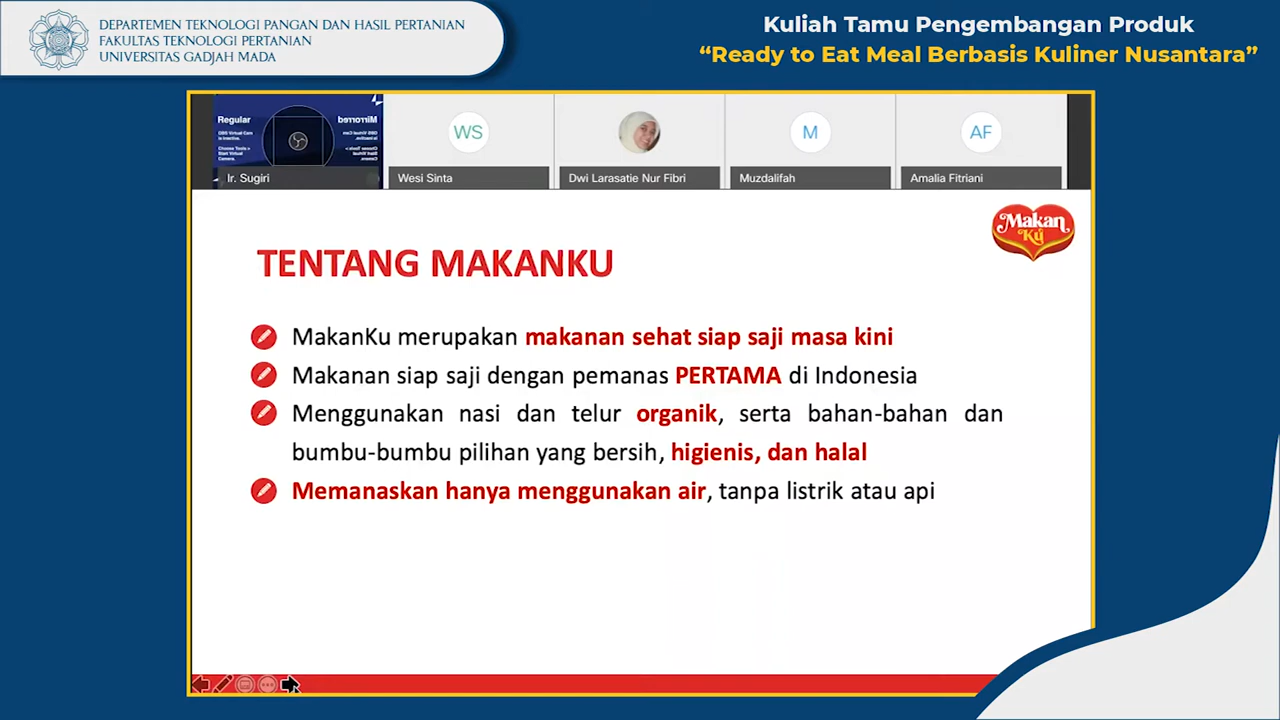 DEPARTEMEN TEKNOLOGI PANGAN DAN HASIL PERTANIAN
FAKULTAS TEKNOLOGI PERTANIAN
UNIVERSITAS GADJAH MADA
Kuliah Tamu Pengembangan Produk
“Ready to Eat Meal Berbasis Kuliner Nusantara”
Regular
Mirrored
Ir. Sugiri
WS
Wesi Sinta
Dwi Larasatie Nur Fibri
M
Muzdalifah
AF
Amalia Fitriani
Makan
Ku
TENTANG MAKANKU
MakanKu merupakan makanan sehat siap saji masa kini
Makanan siap saji dengan pemanas PERTAMA di Indonesia
Menggunakan nasi dan telur organik, serta bahan-bahan dan
bumbu-bumbu pilihan yang bersih, higienis, dan halal
Memanaskan hanya menggunakan air, tanpa listrik atau api